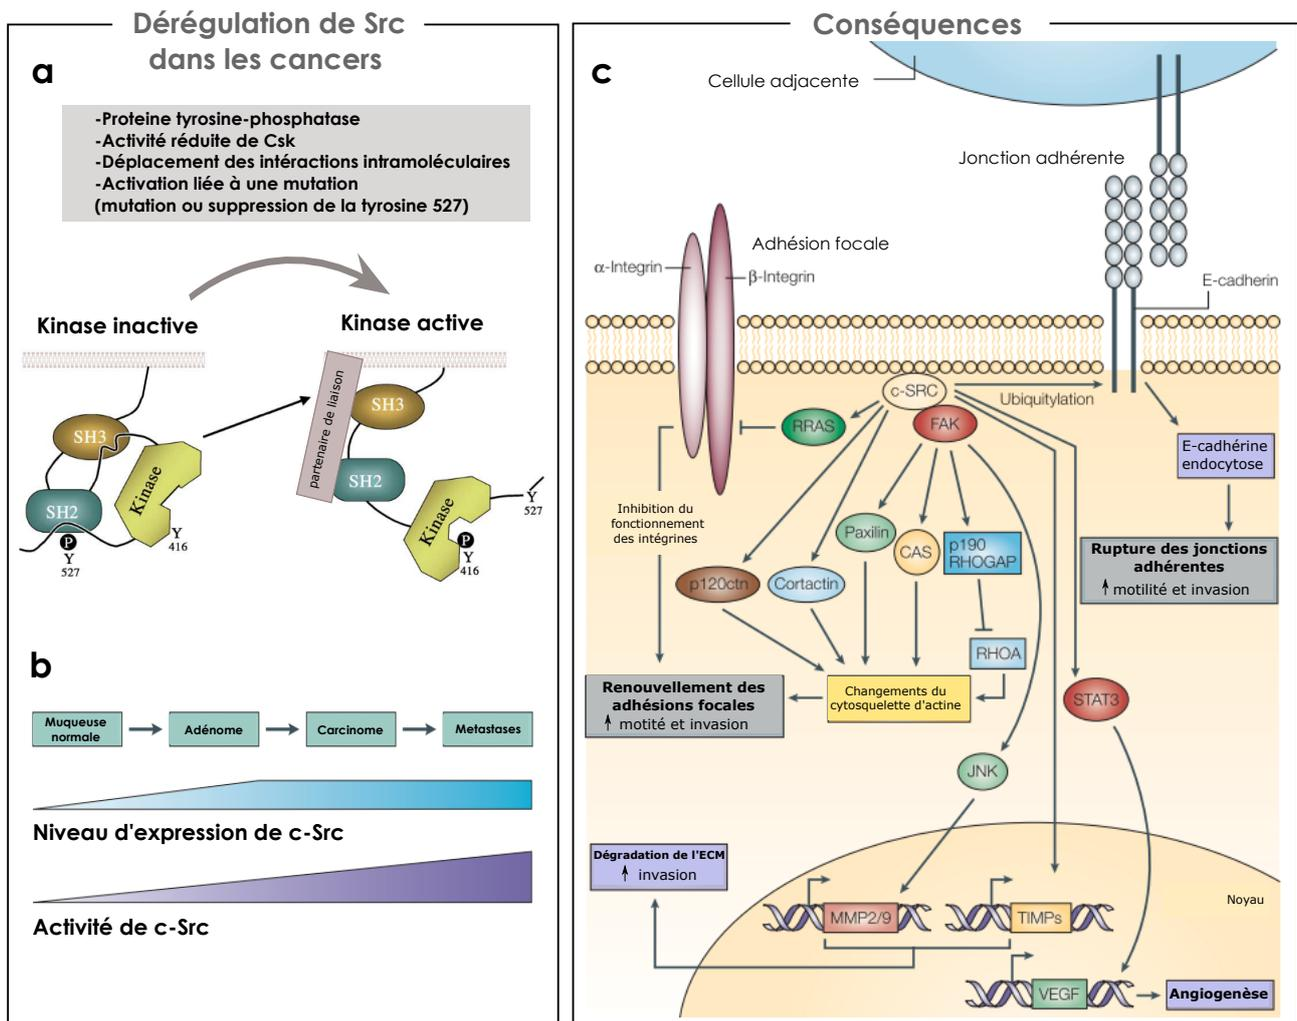 Dérégulation de Src
dans les cancers
a
-Proteine tyrosine-phosphatase
-Activité réduite de Csk
-Déplacement des intéractions intramoléculaires
-Activation liée à une mutation
(mutation ou suppression de la tyrosine 527)
Kinase inactive
Kinase active
SH3
SH2
Kinase
P
Y
527
Y
416
partenaire de liaison
SH3
SH2
Kinase
P
Y
416
Y
527
b
Muqueuse
normale
Adénome
Carcinome
Metastases
Niveau d'expression de c-Src
Activité de c-Src
Conséquences
c
Cellule adjacente
Jonction adhérente
Adhésion focale
α-Integrin
β-Integrin
E-cadherin
c-SRC
Ubiquitylation
RRAS
FAK
E-cadhérine
endocytose
Inhibition du
fonctionnement
des intégrines
Paxilin
CAS
p190
RHOGAP
Rupture des jonctions
adhérentes
↑ motilité et invasion
p120ctn
Cortactin
RHOA
Renouvellement des
adhésions focales
↑ motité et invasion
Changements du
cytosquelette d'actine
STAT3
JNK
Dégradation de l'ECM
↑ invasion
Noyau
MMP2/9
TIMPs
VEGF
Angiogenèse